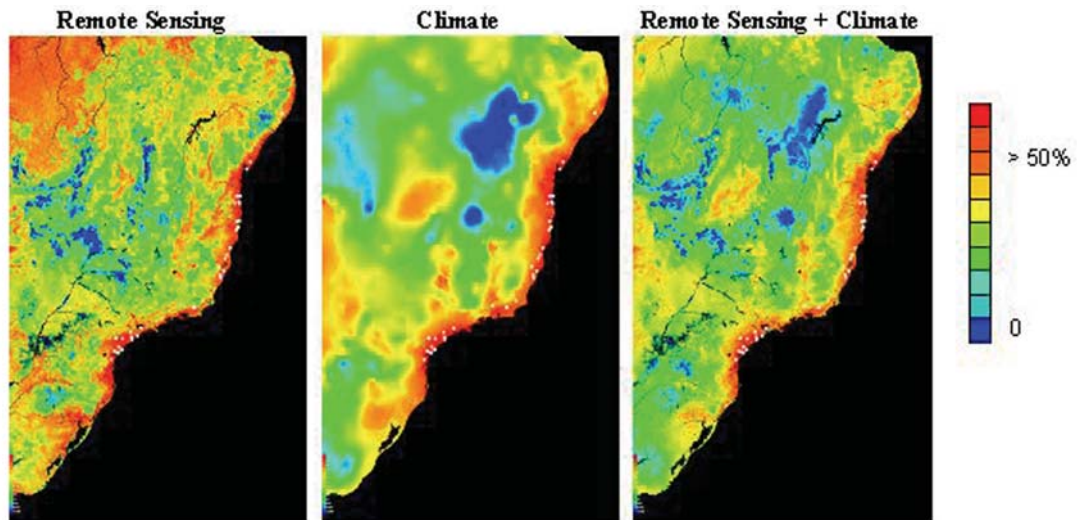 Remote Sensing
Climate
Remote Sensing + Climate
> 50%
0